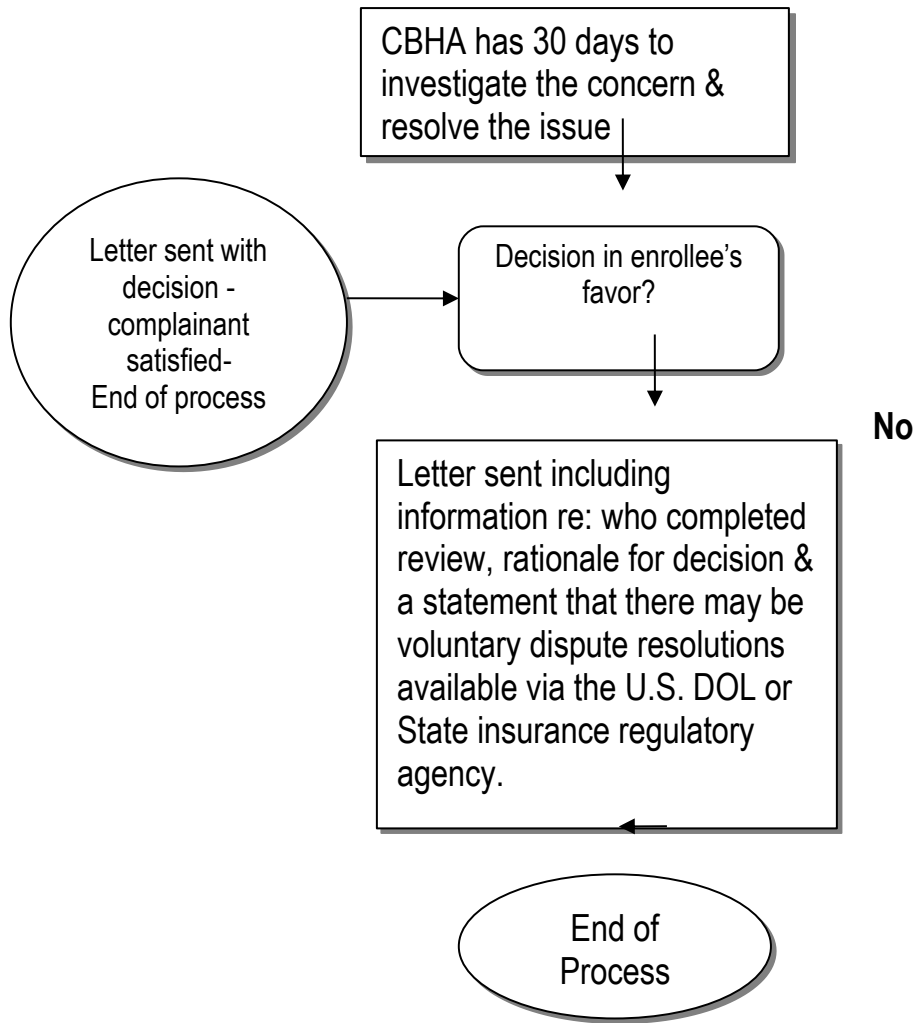 CBHA has 30 days to
investigate the concern &
resolve the issue
Letter sent with
decision -
complainant
satisfied-
End of process
Decision in enrollee’s
favor?
No
Letter sent including
information re: who completed
review, rationale for decision &
a statement that there may be
voluntary dispute resolutions
available via the U.S. DOL or
State insurance regulatory
agency.
End of
Process